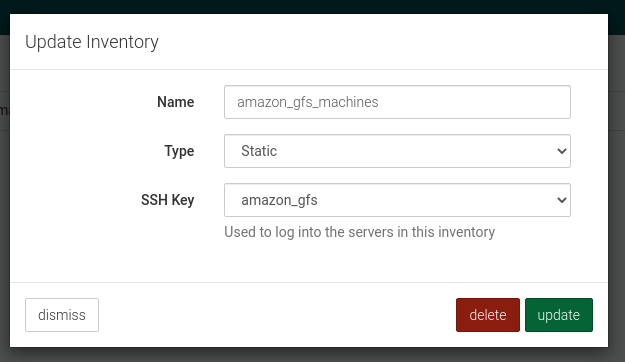 Update Inventory
Name amazon_gfs_machines
Type Static
SSH Key amazon_gfs
Used to log into the servers in this inventory
dismiss delete update